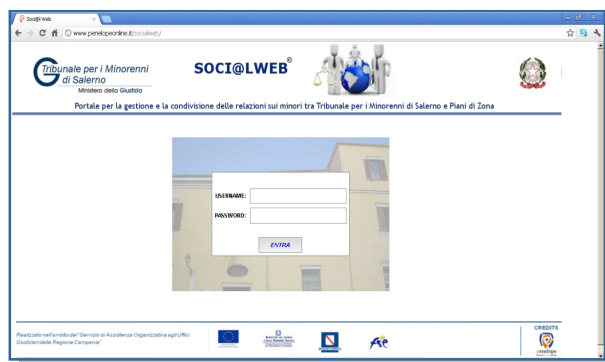 Soci@l Web
www.penelopeonline.it/socialweb/
Tribunale per i Minorenni
di Salerno
Ministero della Giustizia
SOCI@LWEB®
Portale per la gestione e la condivisione delle relazioni sui minori tra Tribunale per i Minorenni di Salerno e Piani di Zona
USERNAME:
PASSWORD:
ENTRA
Realizzato nell'ambito del "Servizio di Assistenza Organizzativa agli Uffici
Giudiziari della Regione Campania"
CREDITS
penelope